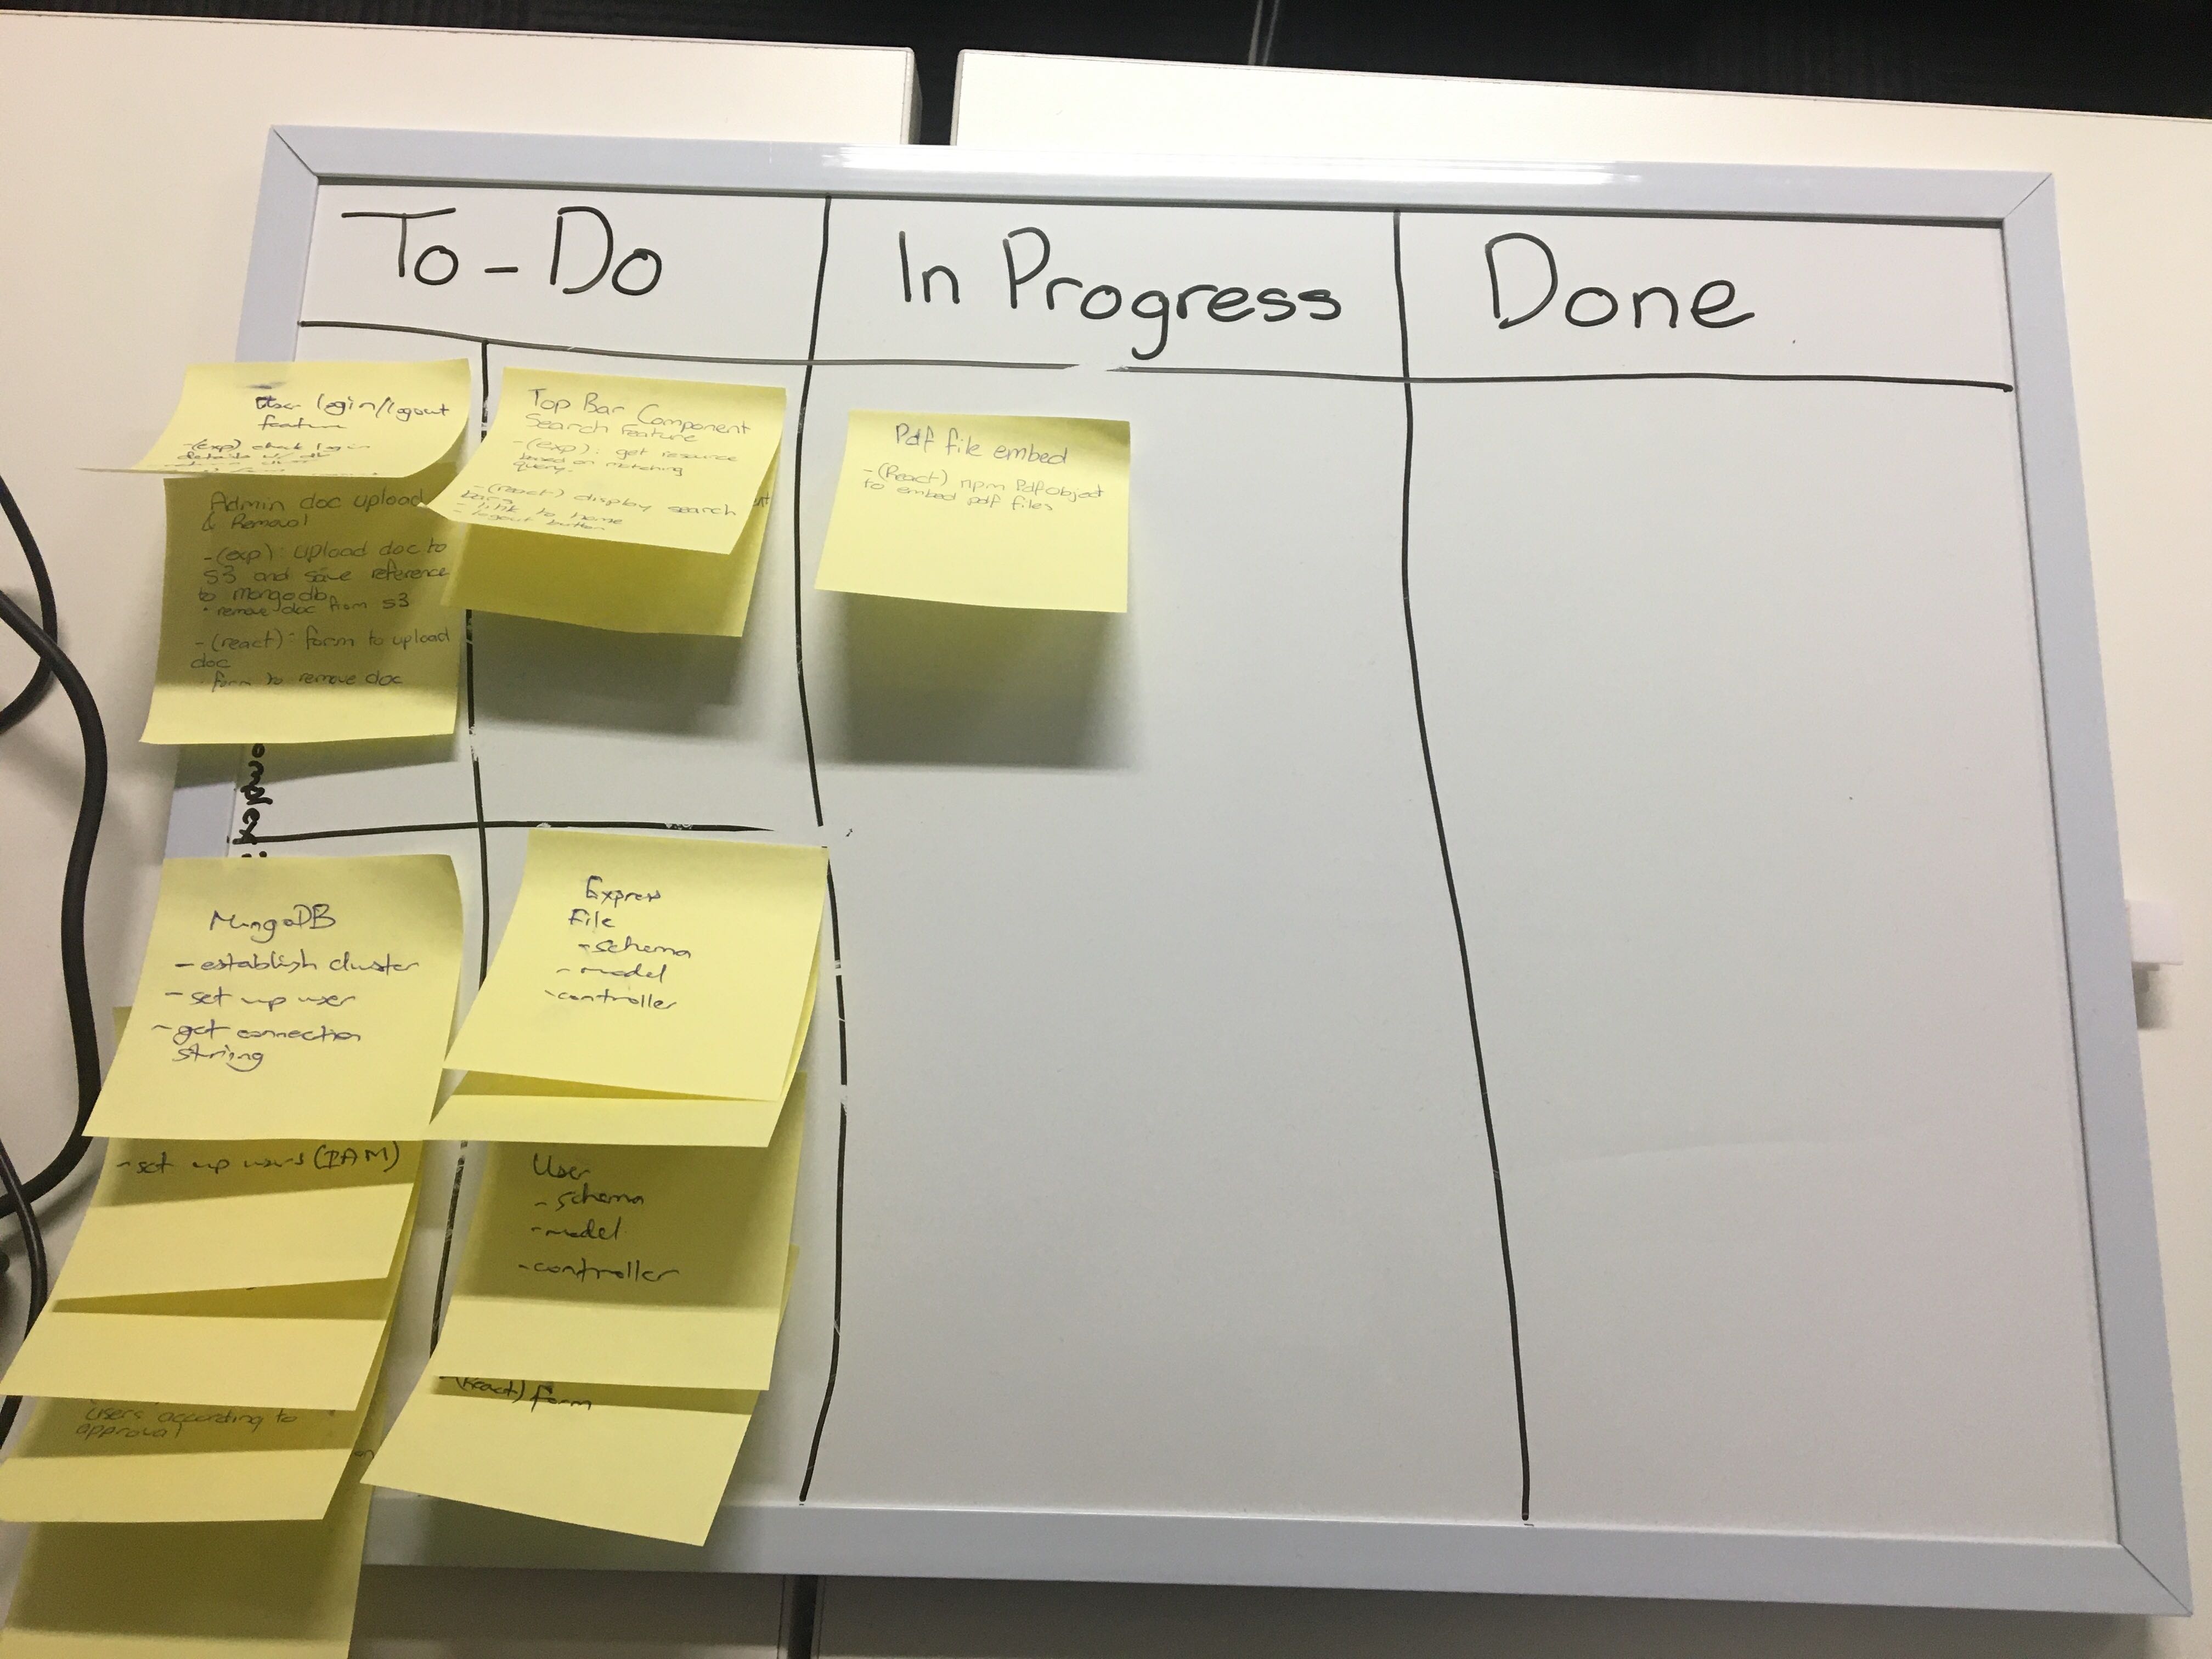 To-Do
In Progress
Done
User login/logout
feature
-(exp) check login
details w/ db
Top Bar Component
Search Feature
-(exp): get resource
based on matching
query.
-(react) display search
bars
- link to home
- logout button
Pdf file embed
-(React) npm Pdfobject
to embed pdf files
Admin doc upload
& Removal
-(exp): upload doc to
S3 and save reference
to mongodb
• remove doc from S3
-(react): form to upload
doc
form to remove doc
omplex
MongoDB
- establish cluster
- set up user
- get connection
string
Express
File
- schema
- model
- controller
- set up users (IAM)
User
- schema
- model
- controller
-(React) form
Users according to
approval